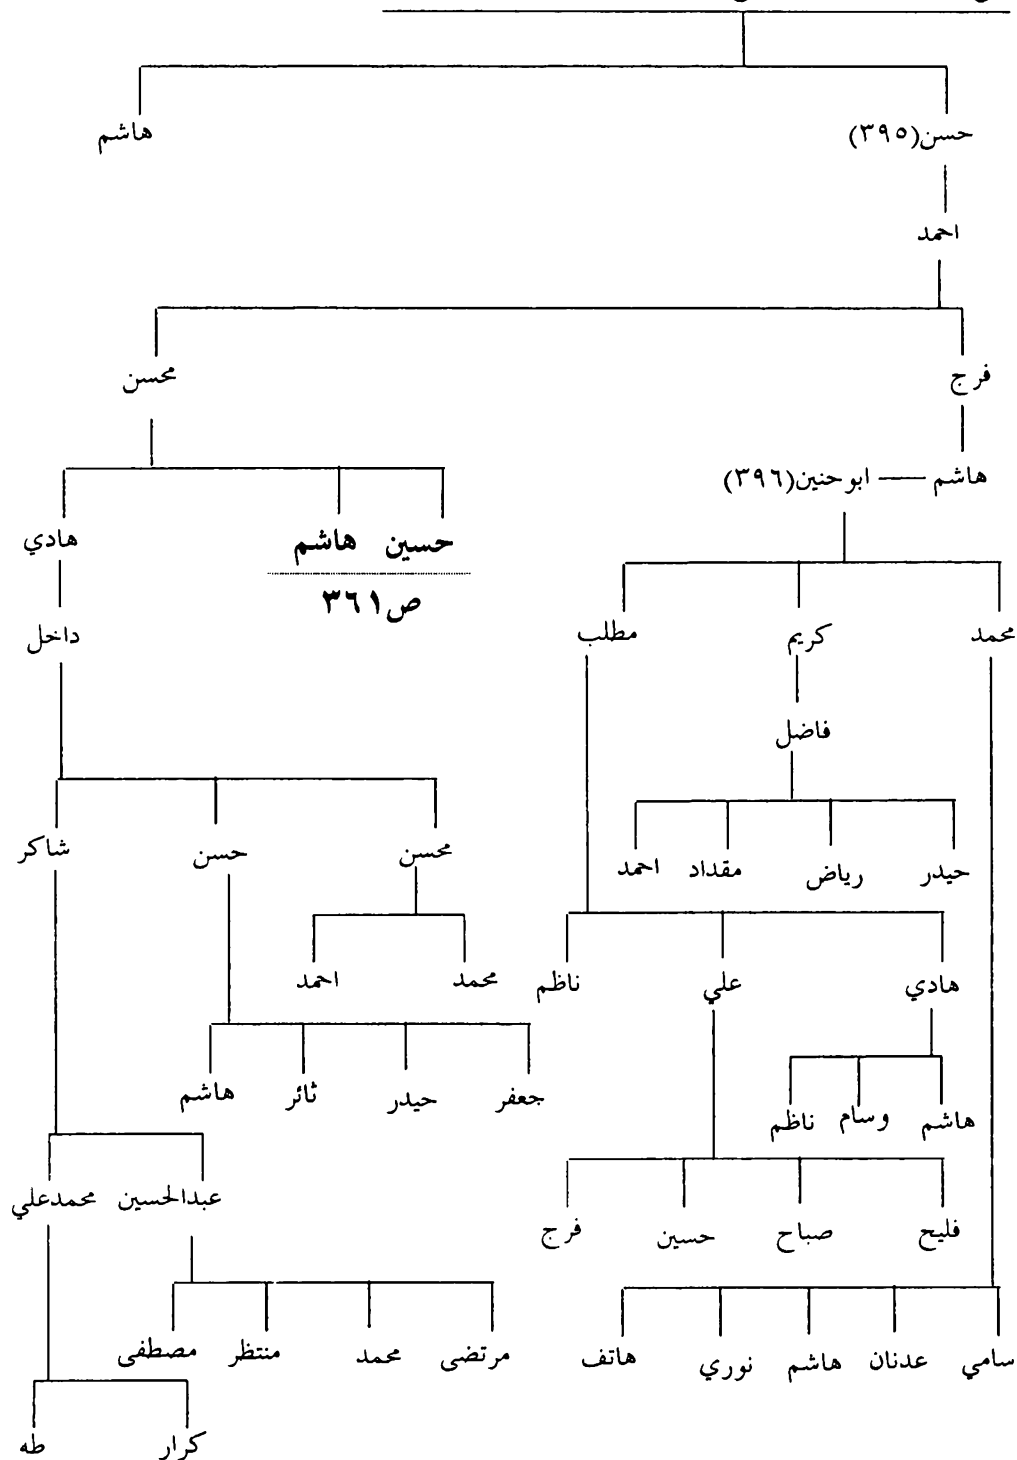 حسن(٣٩٥) هاشم
احمد
فرج محسن
هاشم — ابوحنين(٣٩٦)
حسين هاشم هادي
ص٣٦١
محمد كريم مطلب داخل
فاضل
محسن حسن شاكر
حيدر رياض مقداد احمد
هادي علي ناظم محمد احمد
جعفر حيدر ثائر هاشم
هاشم وسام ناظم
عبدالحسين محمدعلي
فليح صباح حسين فرج
سامي عدنان هاشم نوري هاتف مرتضى محمد منتظر مصطفى
كرار طه